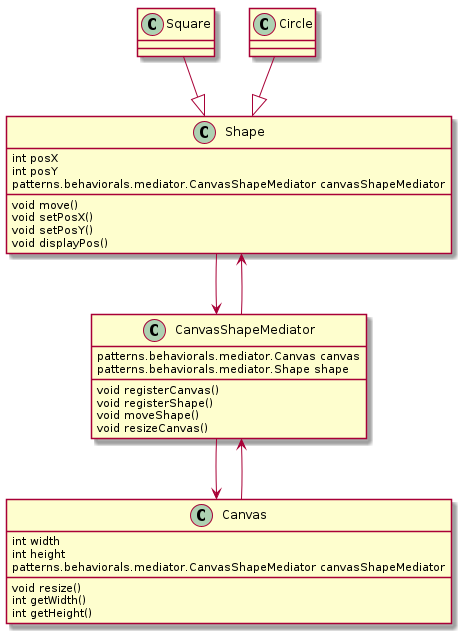 C Square
C Circle
C Shape
int posX
int posY
patterns.behaviorals.mediator.CanvasShapeMediator canvasShapeMediator
void move()
void setPosX()
void setPosY()
void displayPos()
C CanvasShapeMediator
patterns.behaviorals.mediator.Canvas canvas
patterns.behaviorals.mediator.Shape shape
void registerCanvas()
void registerShape()
void moveShape()
void resizeCanvas()
C Canvas
int width
int height
patterns.behaviorals.mediator.CanvasShapeMediator canvasShapeMediator
void resize()
int getWidth()
int getHeight()